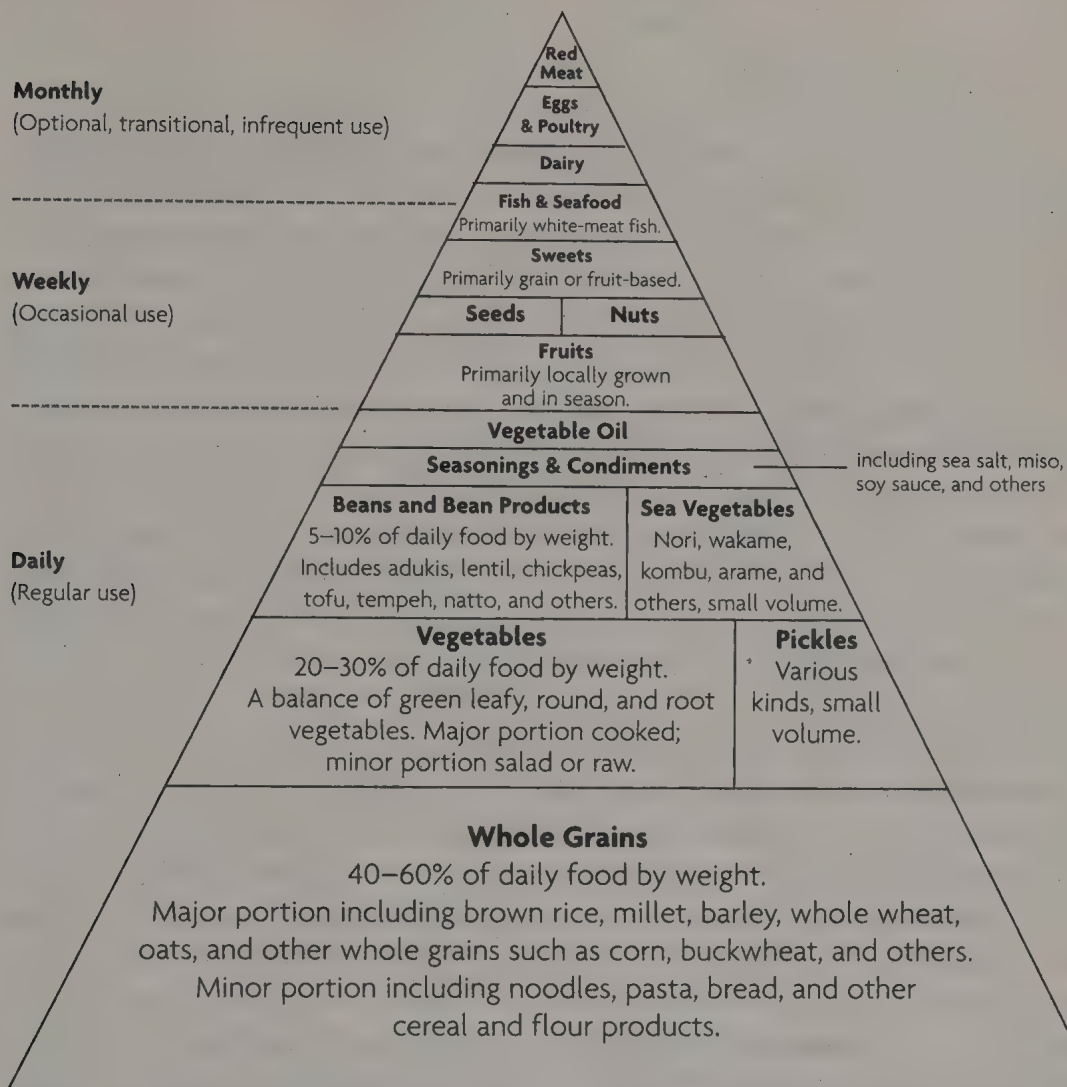 Red
Meat
Monthly
(Optional, transitional, infrequent use)
Eggs
& Poultry
Dairy
Fish & Seafood
Primarily white-meat fish.
Weekly
(Occasional use)
Sweets
Primarily grain or fruit-based.
Seeds
Nuts
Fruits
Primarily locally grown
and in season.
Vegetable Oil
Seasonings & Condiments
including sea salt, miso,
soy sauce, and others
Daily
(Regular use)
Beans and Bean Products
5–10% of daily food by weight.
Includes adukis, lentil, chickpeas,
tofu, tempeh, natto, and others.
Sea Vegetables
Nori, wakame,
kombu, arame, and
others, small volume.
Vegetables
20–30% of daily food by weight.
A balance of green leafy, round, and root
vegetables. Major portion cooked;
minor portion salad or raw.
Pickles
Various
kinds, small
volume.
Whole Grains
40–60% of daily food by weight.
Major portion including brown rice, millet, barley, whole wheat,
oats, and other whole grains such as corn, buckwheat, and others.
Minor portion including noodles, pasta, bread, and other
cereal and flour products.